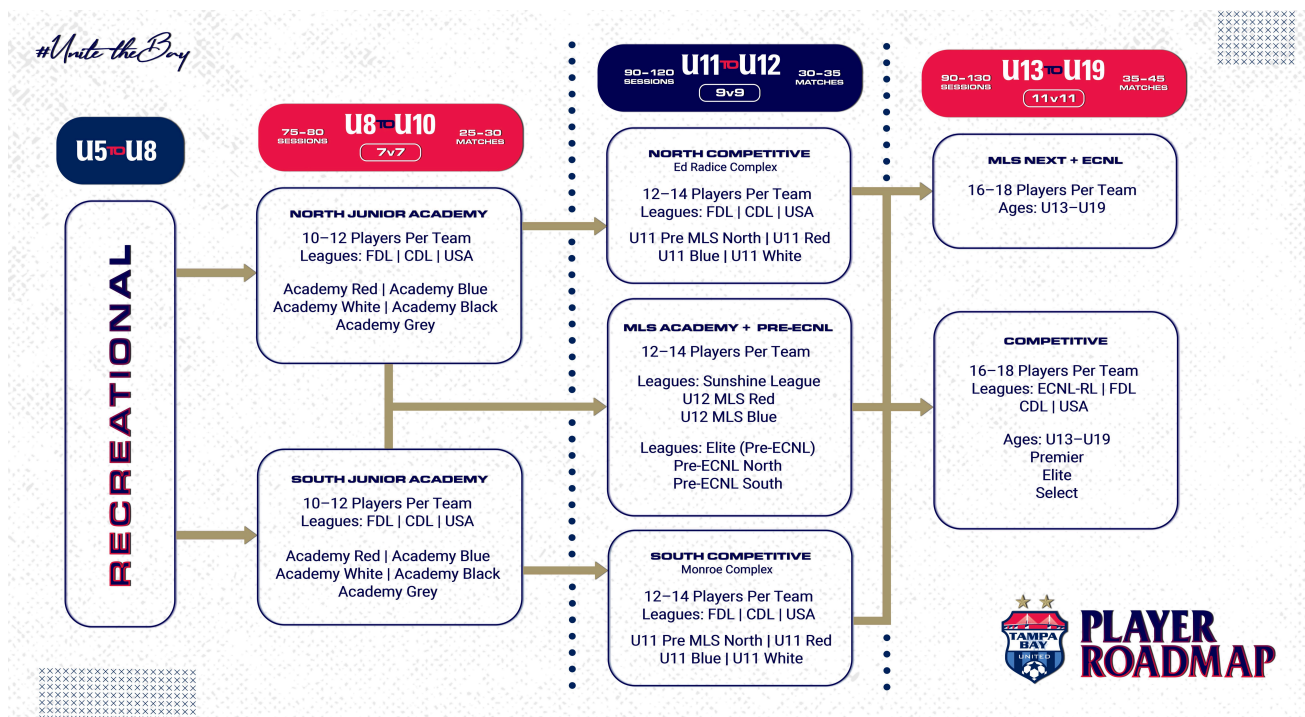 #Unite the Bay
U5 TO U8
RECREATIONAL
75–80
SESSIONS
U8 TO U10
7v7
25–30
MATCHES
NORTH JUNIOR ACADEMY
10–12 Players Per Team
Leagues: FDL | CDL | USA
Academy Red | Academy Blue
Academy White | Academy Black
Academy Grey
SOUTH JUNIOR ACADEMY
10–12 Players Per Team
Leagues: FDL | CDL | USA
Academy Red | Academy Blue
Academy White | Academy Black
Academy Grey
90–120
SESSIONS
U11 TO U12
9v9
30–35
MATCHES
NORTH COMPETITIVE
Ed Radice Complex
12–14 Players Per Team
Leagues: FDL | CDL | USA
U11 Pre MLS North | U11 Red
U11 Blue | U11 White
MLS ACADEMY + PRE-ECNL
12–14 Players Per Team
Leagues: Sunshine League
U12 MLS Red
U12 MLS Blue
Leagues: Elite (Pre-ECNL)
Pre-ECNL North
Pre-ECNL South
SOUTH COMPETITIVE
Monroe Complex
12–14 Players Per Team
Leagues: FDL | CDL | USA
U11 Pre MLS North | U11 Red
U11 Blue | U11 White
90–130
SESSIONS
U13 TO U19
11v11
35–45
MATCHES
MLS NEXT + ECNL
16–18 Players Per Team
Ages: U13–U19
COMPETITIVE
16–18 Players Per Team
Leagues: ECNL-RL | FDL
CDL | USA
Ages: U13–U19
Premier
Elite
Select
TAMPA
BAY
UNITED
PLAYER
ROADMAP